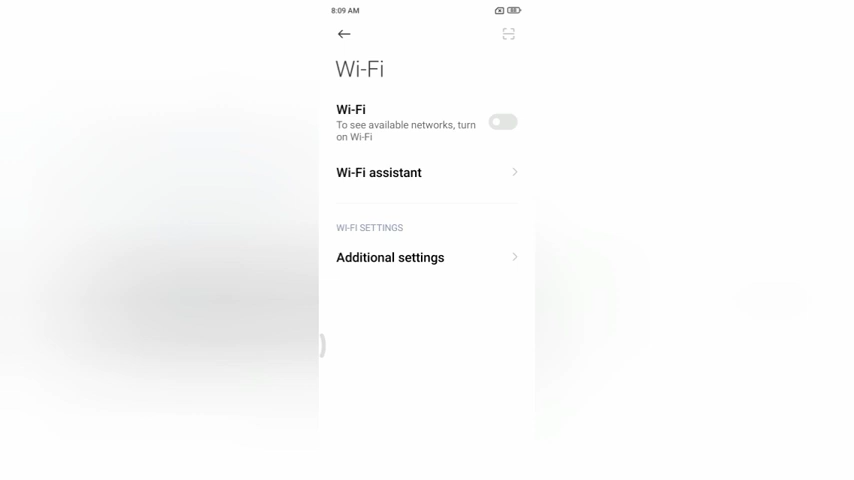 8:09 AM
Wi-Fi
Wi-Fi
To see available networks, turn
on Wi-Fi
Wi-Fi assistant
WI-FI SETTINGS
Additional settings